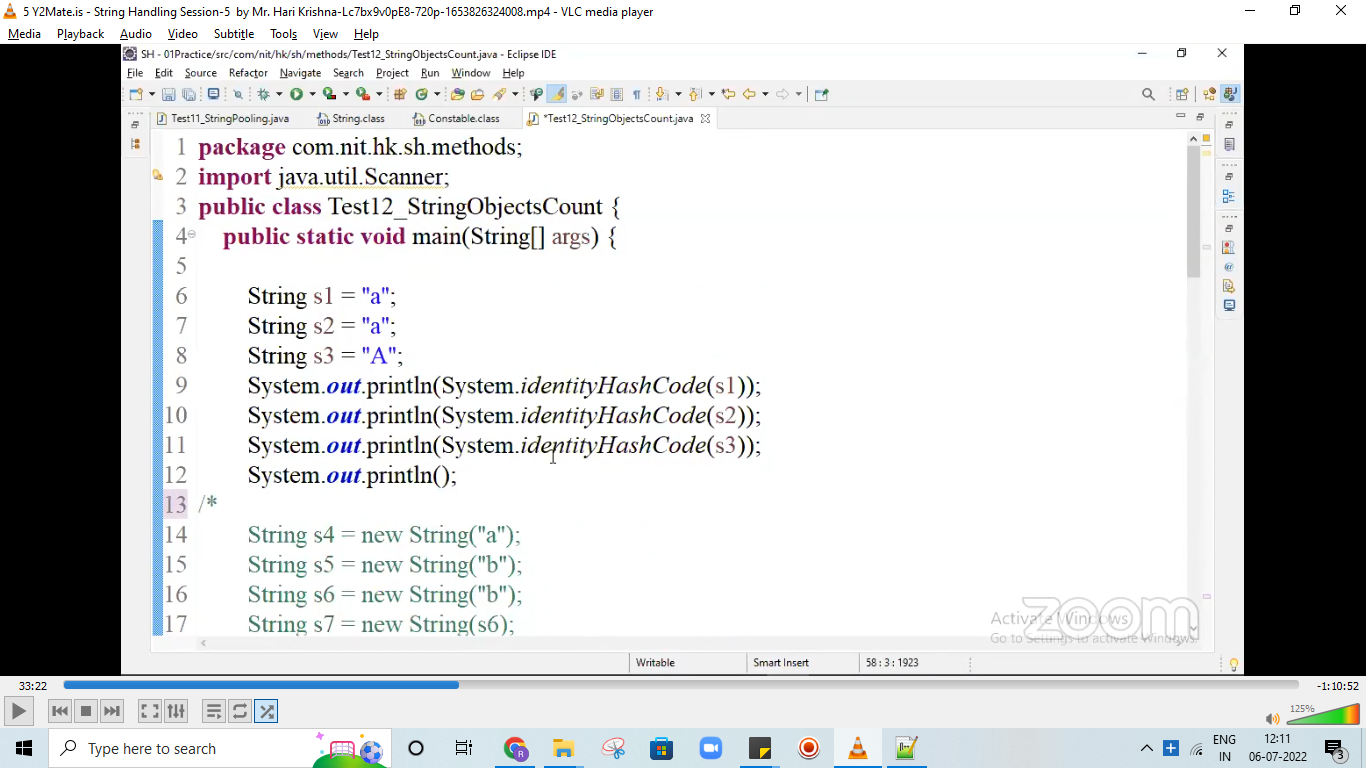 5 Y2Mate.is - String Handling Session-5  by Mr. Hari Krishna-Lc7bx9v0pE8-720p-1653826324008.mp4 - VLC media player
Media Playback Audio Video Subtitle Tools View Help
SH - 01Practice/src/com/nit/hk/sh/methods/Test12_StringObjectsCount.java - Eclipse IDE
File Edit Source Refactor Navigate Search Project Run Window Help
Test11_StringPooling.java String.class Constable.class *Test12_StringObjectsCount.java
1 package com.nit.hk.sh.methods;
2 import java.util.Scanner;
3 public class Test12_StringObjectsCount {
4 public static void main(String[] args) {
5
6 String s1 = "a";
7 String s2 = "a";
8 String s3 = "A";
9 System.out.println(System.identityHashCode(s1));
10 System.out.println(System.identityHashCode(s2));
11 System.out.println(System.identityHashCode(s3));
12 System.out.println();
13 /*
14 String s4 = new String("a");
15 String s5 = new String("b");
16 String s6 = new String("b");
17 String s7 = new String(s6);
Activate Windows
zoom
Go to Settings to activate Windows.
Writable Smart Insert 58 : 3 : 1923
33:22 -1:10:52
125%
Type here to search
ENG
IN
12:11
06-07-2022
3